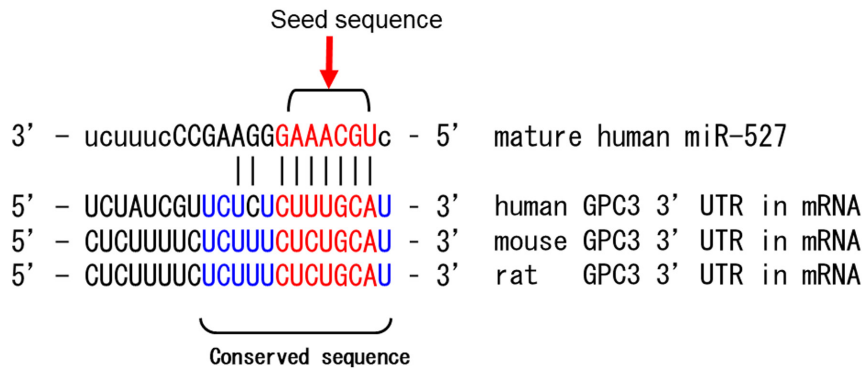 Seed sequence
3’ - ucuuucCCGAAGGGAAACGUc - 5’ mature human miR-527
5’ - UCUAUCGUUCUCUCUUUGCAU - 3’ human GPC3 3’ UTR in mRNA
5’ - CUCUUUUCUCUUUCUCUGCAU - 3’ mouse GPC3 3’ UTR in mRNA
5’ - CUCUUUUCUCUUUCUCUGCAU - 3’ rat GPC3 3’ UTR in mRNA
Conserved sequence